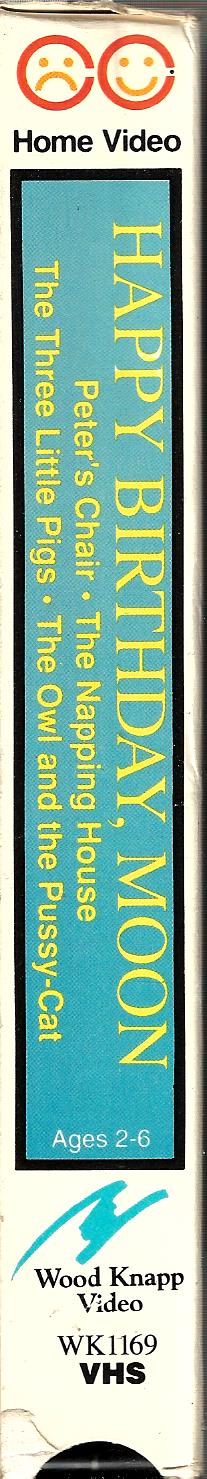 Home Video
HAPPY BIRTHDAY, MOON
Peter's Chair • The Napping House
The Three Little Pigs • The Owl and the Pussy-Cat
Ages 2-6
Wood Knapp
Video
WK1169
VHS